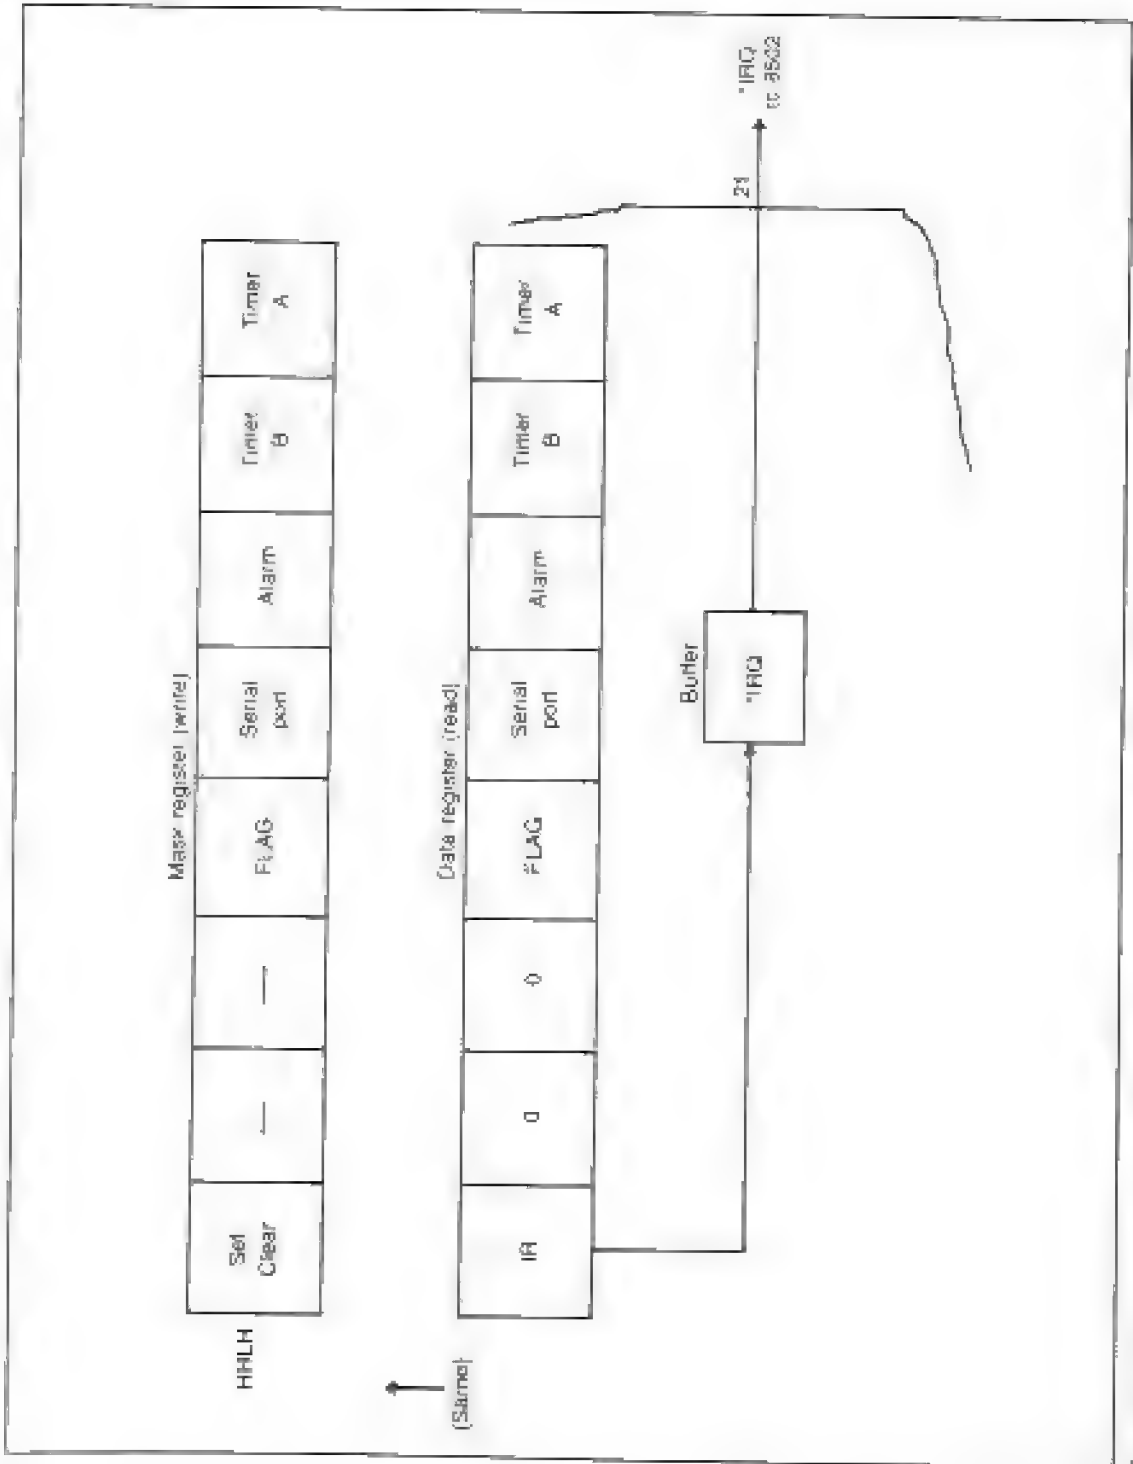 Mask register (write)
HHLH
Set
Clear
—
—
FLAG
Serial
port
Alarm
Timer
B
Timer
A
(Same)
Data register (read)
IR
0
0
FLAG
Serial
port
Alarm
Timer
B
Timer
A
Buffer
*IRQ
21
*IRQ
to 8502